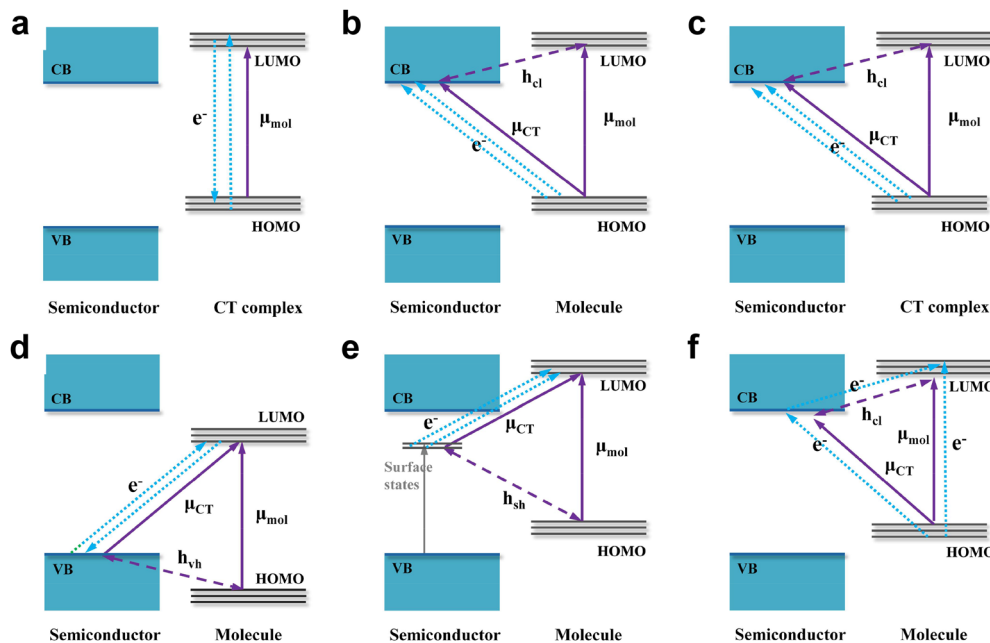 a
CB
LUMO
e-
μmol
HOMO
VB
Semiconductor
CT complex
b
CB
LUMO
hcl
μCT
e-
μmol
HOMO
VB
Semiconductor
Molecule
c
CB
LUMO
hcl
μCT
e-
μmol
HOMO
VB
Semiconductor
CT complex
d
CB
LUMO
e-
μCT
μmol
VB
hvh
HOMO
Semiconductor
Molecule
e
CB
LUMO
e-
μCT
Surface
states
μmol
hsh
HOMO
VB
Semiconductor
Molecule
f
CB
e-
LUMO
hcl
μmol
e-
e-
μCT
HOMO
VB
Semiconductor
Molecule